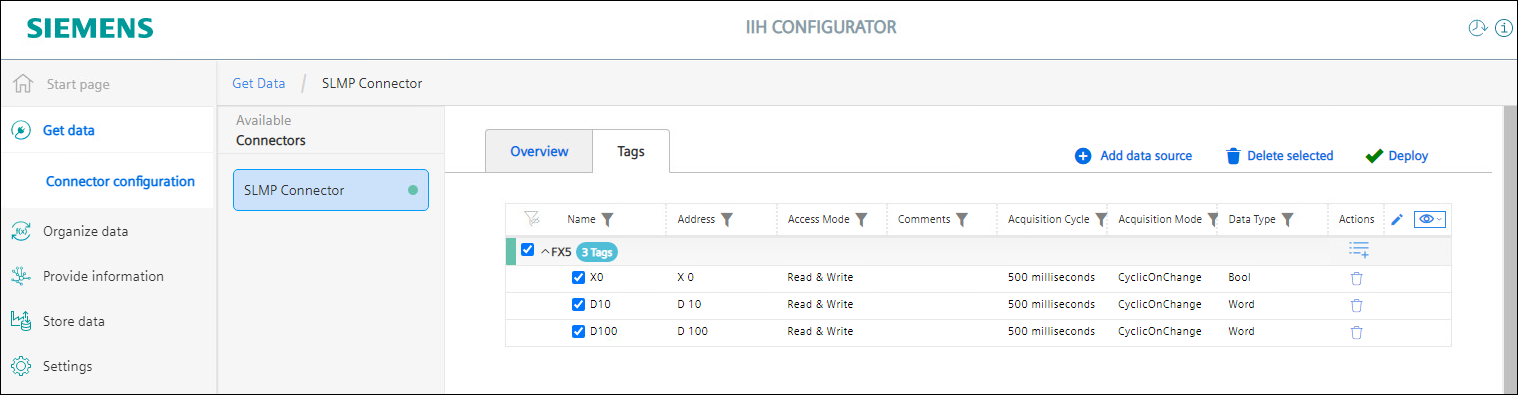 SIEMENS
IIH CONFIGURATOR
Start page
Get data
Connector configuration
Organize data
Provide information
Store data
Settings
Get Data / SLMP Connector
Available
Connectors
SLMP Connector
Overview
Tags
Add data source
Delete selected
Deploy
Name Address Access Mode Comments Acquisition Cycle Acquisition Mode Data Type Actions
FX5 3 Tags
X0 X 0 Read & Write 500 milliseconds CyclicOnChange Bool
D10 D 10 Read & Write 500 milliseconds CyclicOnChange Word
D100 D 100 Read & Write 500 milliseconds CyclicOnChange Word